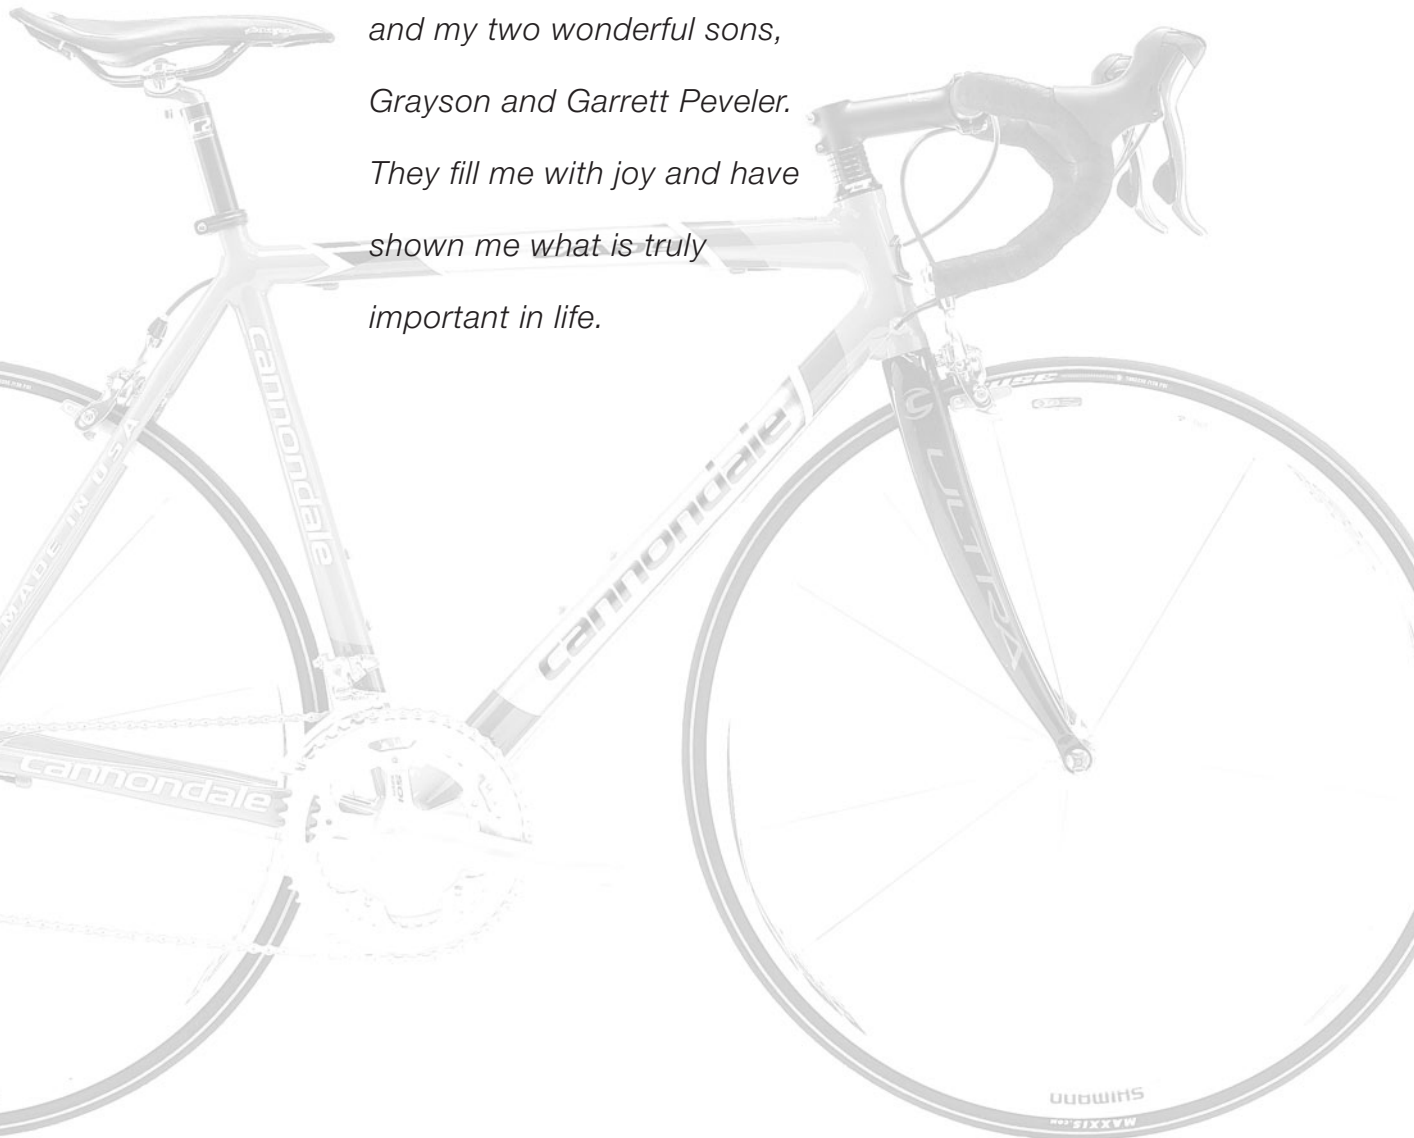 and my two wonderful sons,
Grayson and Garrett Peveler.
They fill me with joy and have
shown me what is truly
important in life.
cannondale
cannondale
MADE IN USA
ULTRA
cannondale
SHIMANO
MAXXIS.com